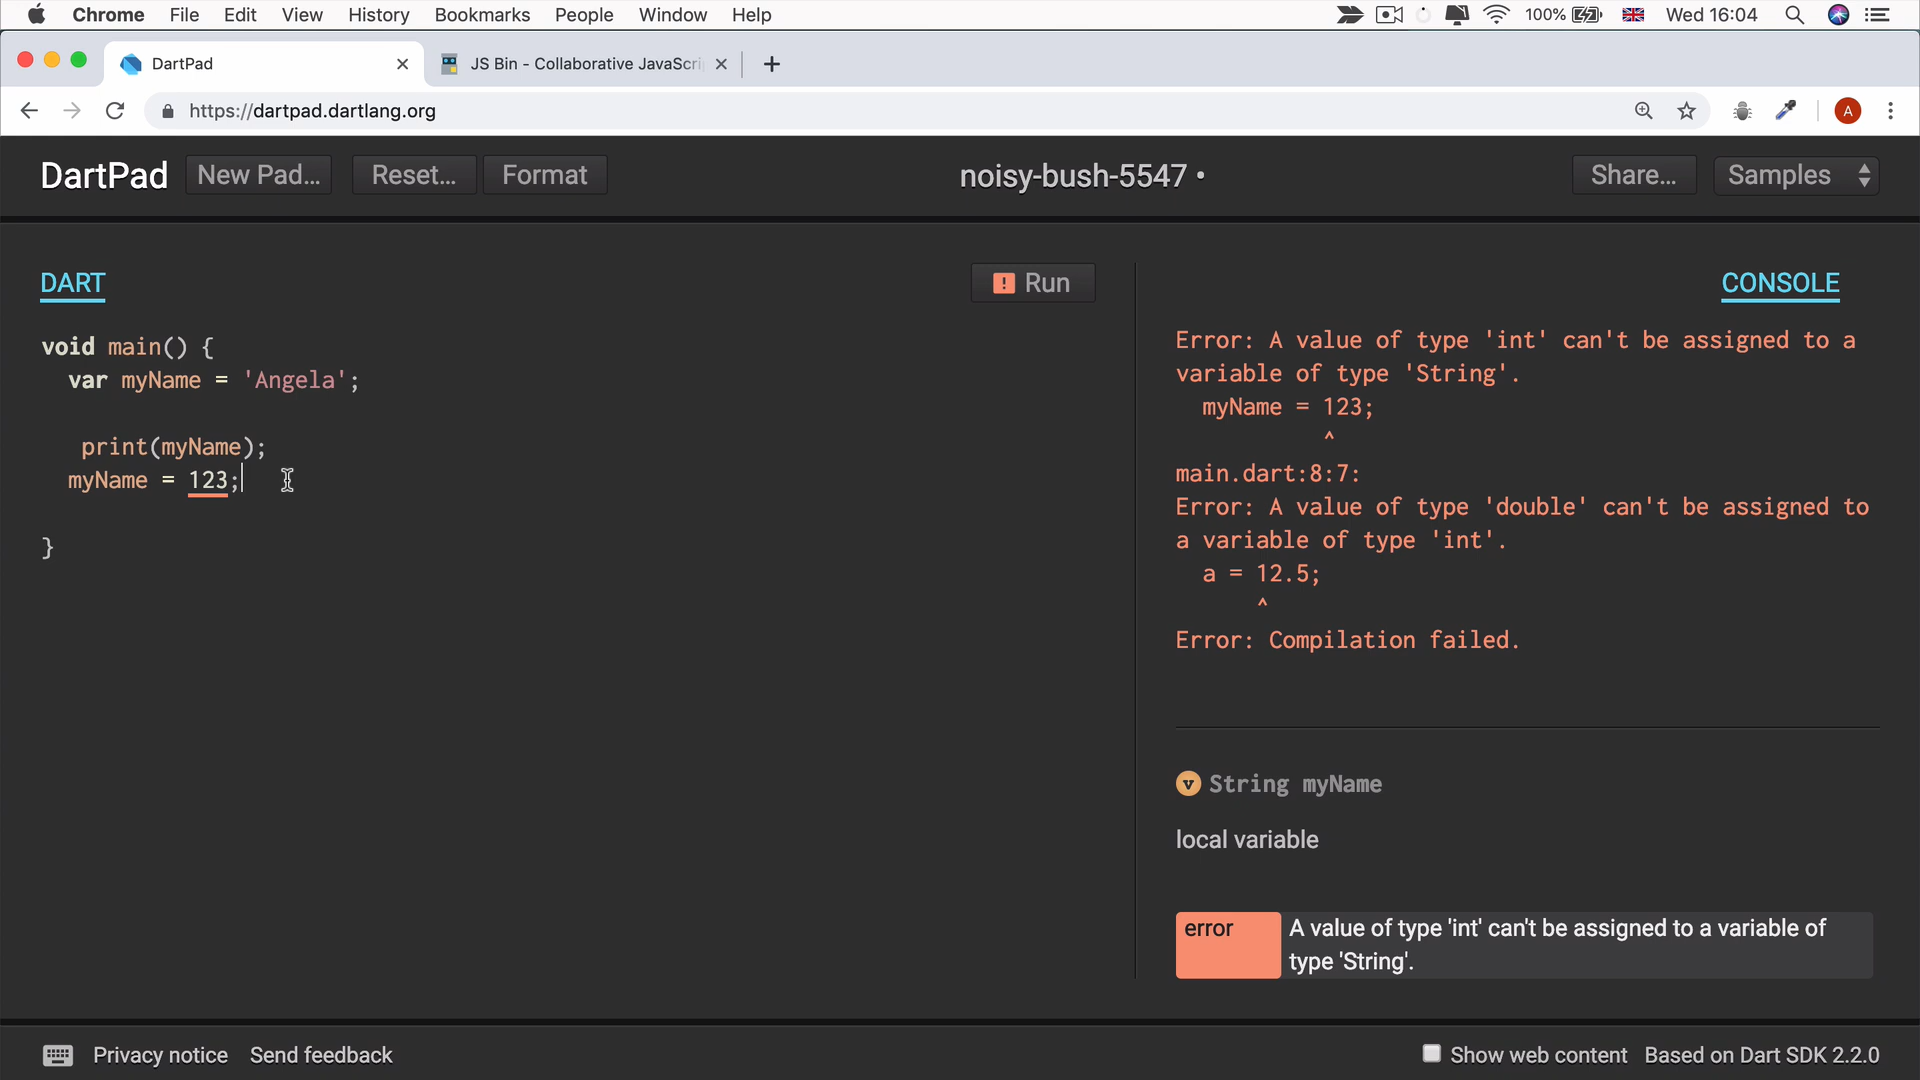 Chrome File Edit View History Bookmarks People Window Help 100% Wed 16:04
DartPad JS Bin - Collaborative JavaScri
https://dartpad.dartlang.org A
DartPad New Pad... Reset... Format noisy-bush-5547 • Share... Samples
DART ! Run CONSOLE
void main() {
var myName = 'Angela';
print(myName);
myName = 123;
}
Error: A value of type 'int' can't be assigned to a
variable of type 'String'.
myName = 123;
^
main.dart:8:7:
Error: A value of type 'double' can't be assigned to
a variable of type 'int'.
a = 12.5;
^
Error: Compilation failed.
v String myName
local variable
error A value of type 'int' can't be assigned to a variable of
type 'String'.
Privacy notice Send feedback Show web content Based on Dart SDK 2.2.0